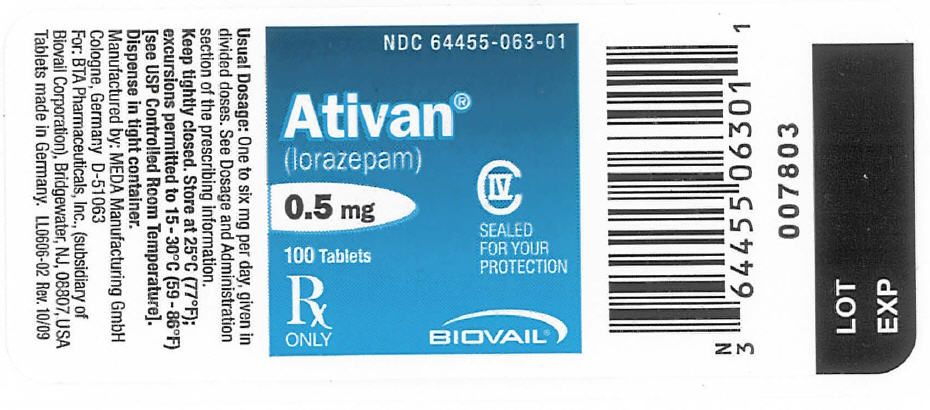 Usual Dosage: One to six mg per day, given in
divided doses. See Dosage and Administration
section of the prescribing information.
Keep tightly closed. Store at 25°C (77°F);
excursions permitted to 15-30°C (59-86°F)
[see USP Controlled Room Temperature].
Dispense in tight container.
Manufactured by: MEDA Manufacturing GmbH
Cologne, Germany D-51063
For: BTA Pharmaceuticals, Inc., (subsidiary of
Biovail Corporation), Bridgewater, NJ, 08807, USA
Tablets made in Germany. LL0606-02 Rev. 10/09
NDC 64455-063-01
Ativan®
(lorazepam)
0.5 mg
100 Tablets
Rx
ONLY
CIV
SEALED
FOR YOUR
PROTECTION
BIOVAIL®
N
3 64455 06301 1
007803
LOT
EXP